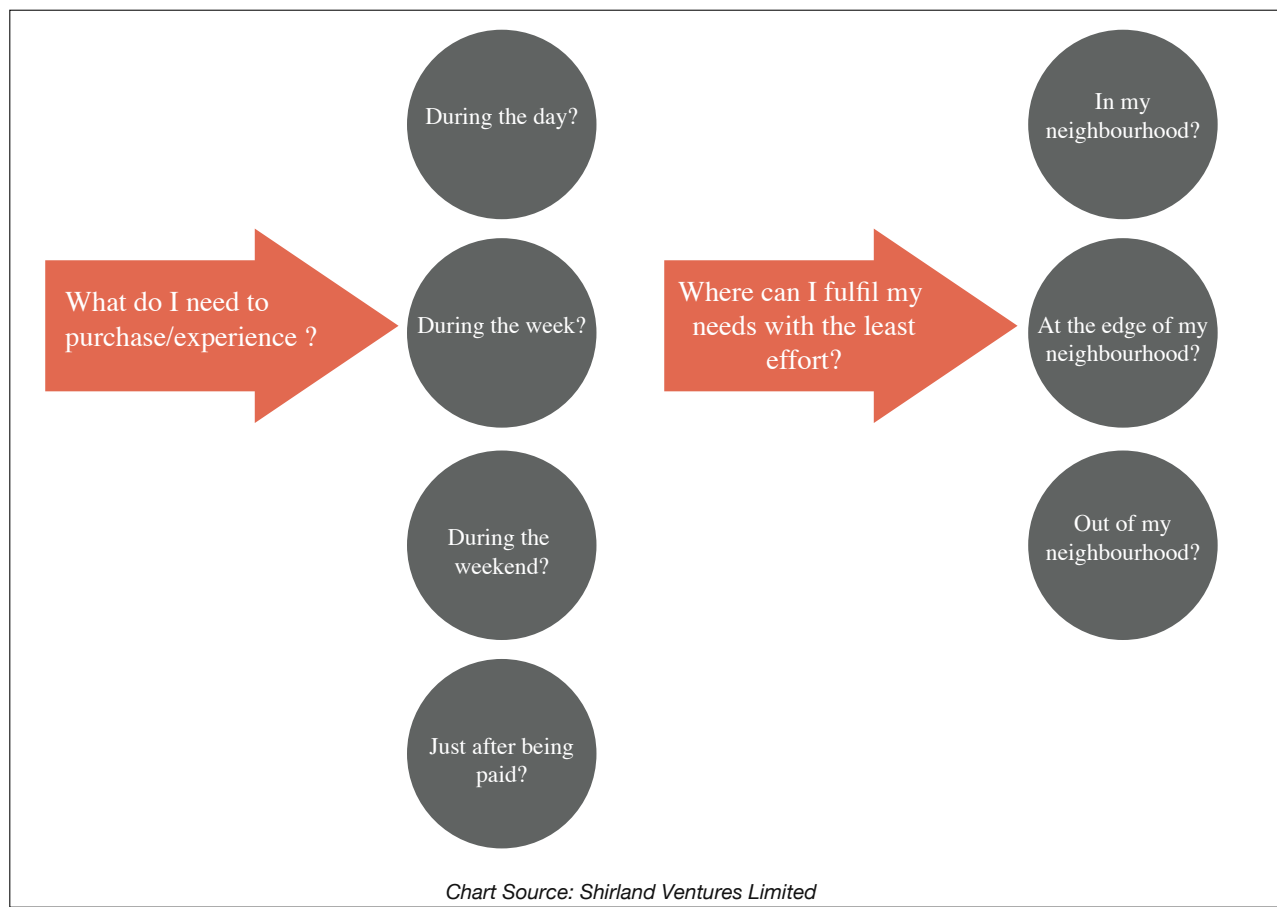 What do I need to
purchase/experience ?
During the day?
During the week?
During the
weekend?
Just after being
paid?
Where can I fulfil my
needs with the least
effort?
In my
neighbourhood?
At the edge of my
neighbourhood?
Out of my
neighbourhood?
Chart Source: Shirland Ventures Limited